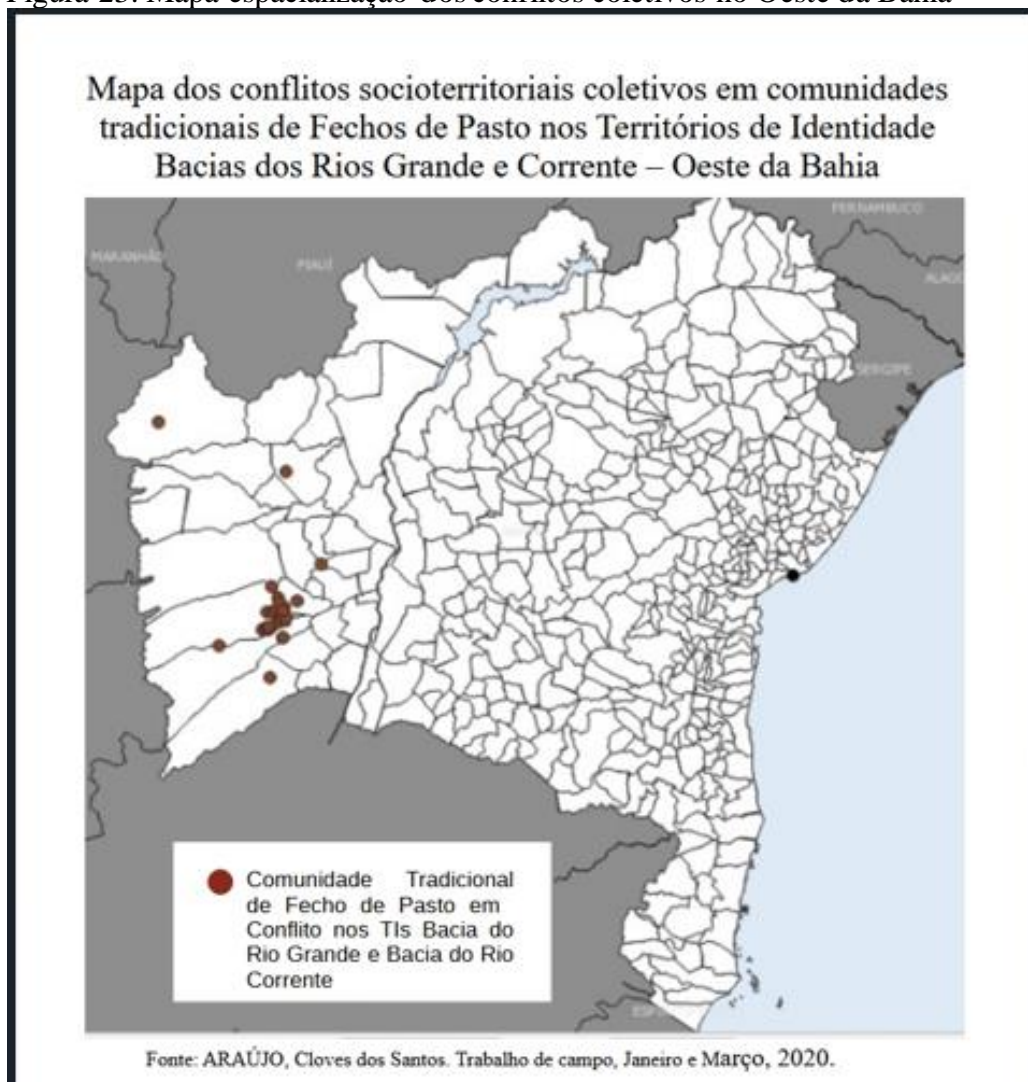 Figura 25. Mapa espacialização dos conflitos coletivos no Oeste da Bahia
Mapa dos conflitos socioterritoriais coletivos em comunidades
tradicionais de Fechos de Pasto nos Territórios de Identidade
Bacias dos Rios Grande e Corrente – Oeste da Bahia
PERNAMBUCO
MARANHÃO
PIAUÍ
ALAGO
SERGIPE
Comunidade Tradicional
de Fecho de Pasto em
Conflito nos TIs Bacia do
Rio Grande e Bacia do Rio
Corrente
Fonte: ARAÚJO, Cloves dos Santos. Trabalho de campo, Janeiro e Março, 2020.